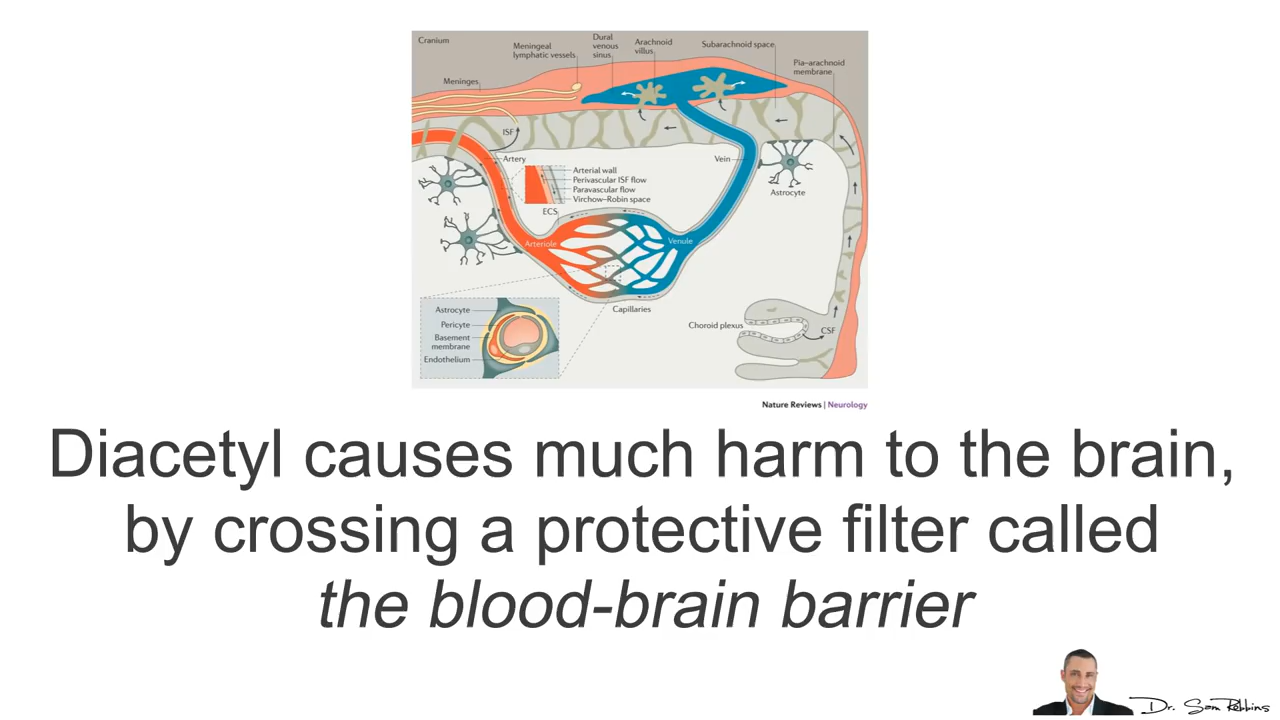 Cranium
Meningeal
lymphatic vessels
Dural
venous
sinus
Arachnoid
villus
Subarachnoid space
Pia–arachnoid
membrane
Meninges
ISF
Artery
Vein
Arterial wall
Perivascular ISF flow
Paravascular flow
Virchow–Robin space
Astrocyte
ECS
Arteriole
Venule
Capillaries
Astrocyte
Pericyte
Basement
membrane
Endothelium
Choroid plexus
CSF
Nature Reviews | Neurology
Diacetyl causes much harm to the brain,
by crossing a protective filter called
the blood-brain barrier
Dr. Sam Robbins